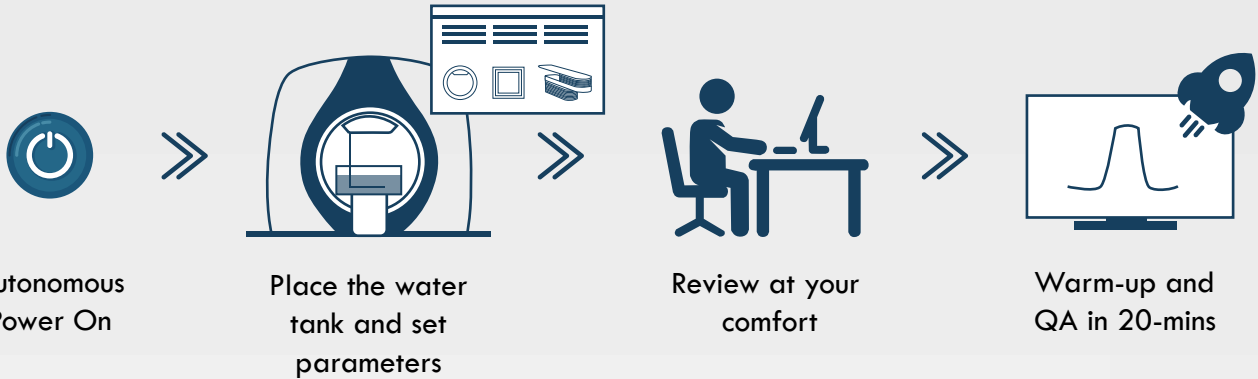 utonomous
Power On
Place the water
tank and set
parameters
Review at your
comfort
Warm-up and
QA in 20-mins